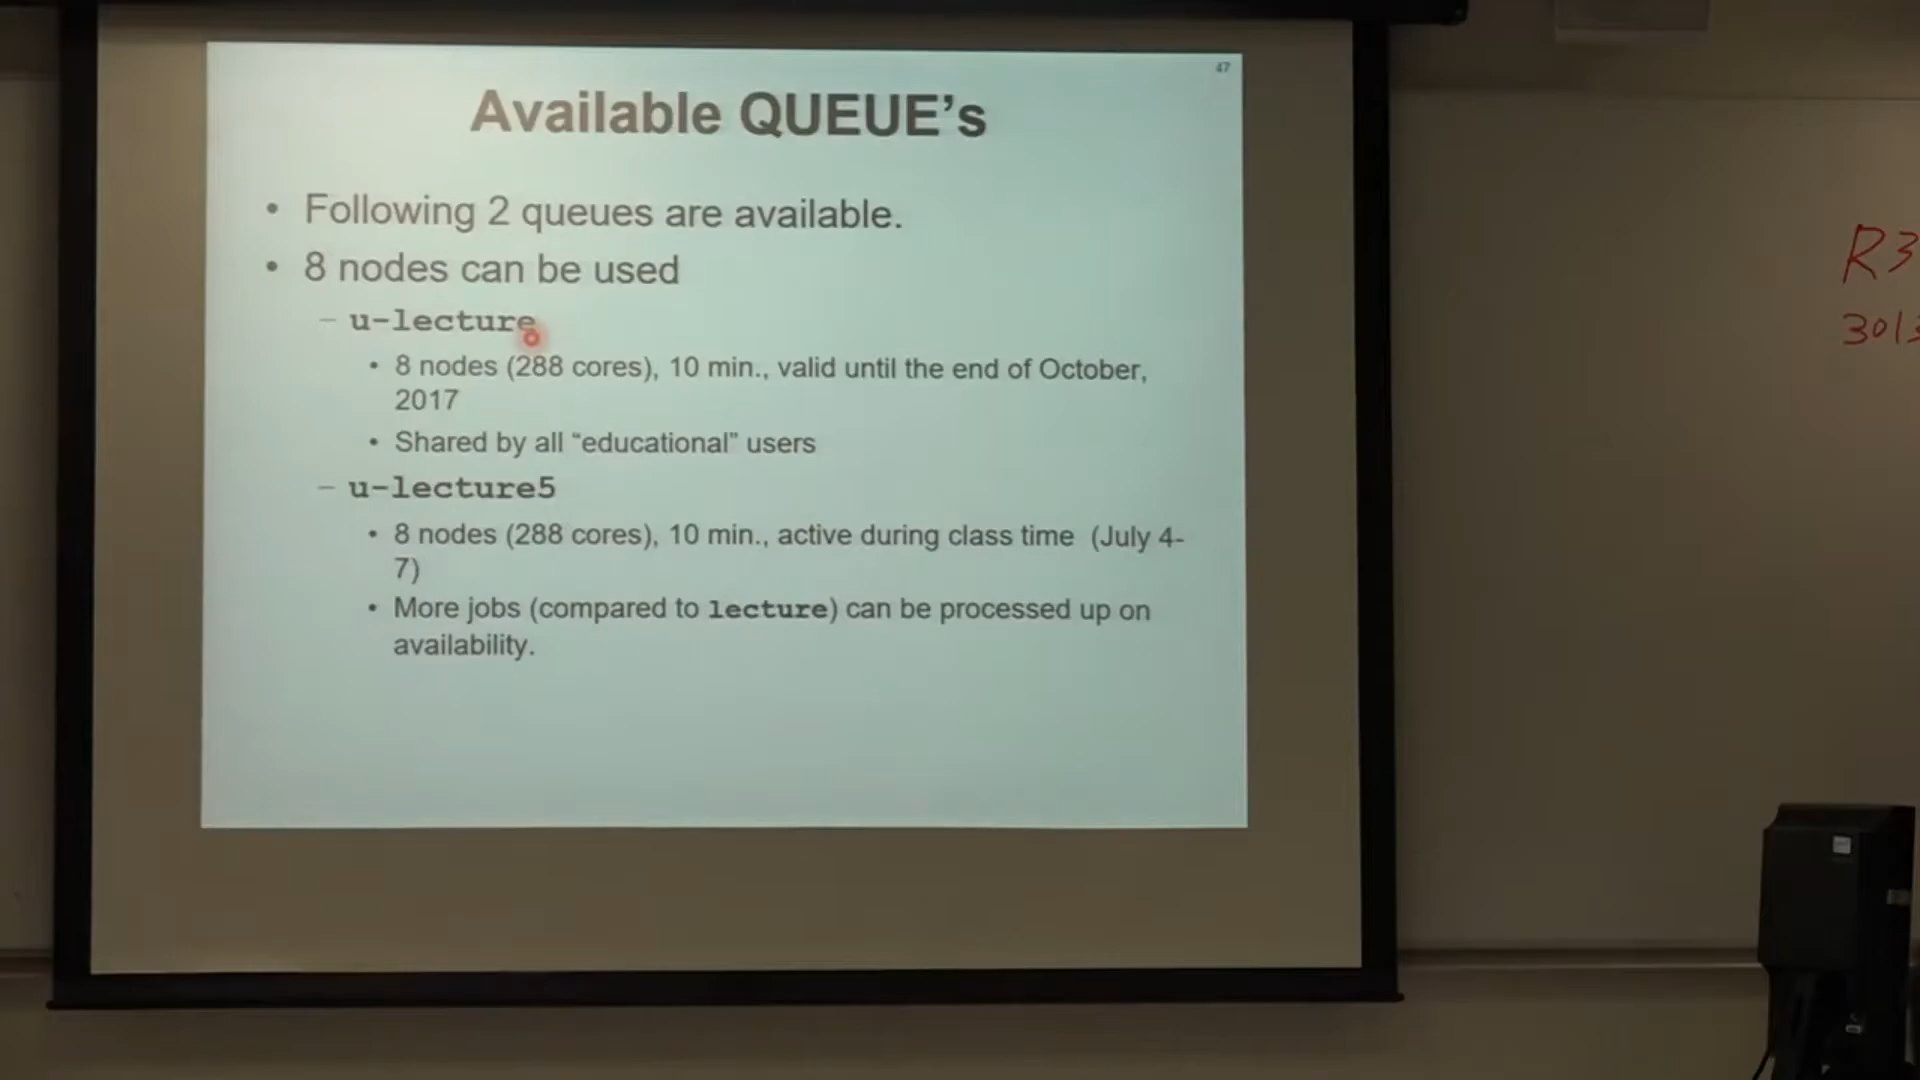 47
Available QUEUE’s
• Following 2 queues are available.
• 8 nodes can be used
– u-lecture
• 8 nodes (288 cores), 10 min., valid until the end of October,
2017
• Shared by all “educational” users
– u-lecture5
• 8 nodes (288 cores), 10 min., active during class time (July 4-
7)
• More jobs (compared to lecture) can be processed up on
availability.
R3